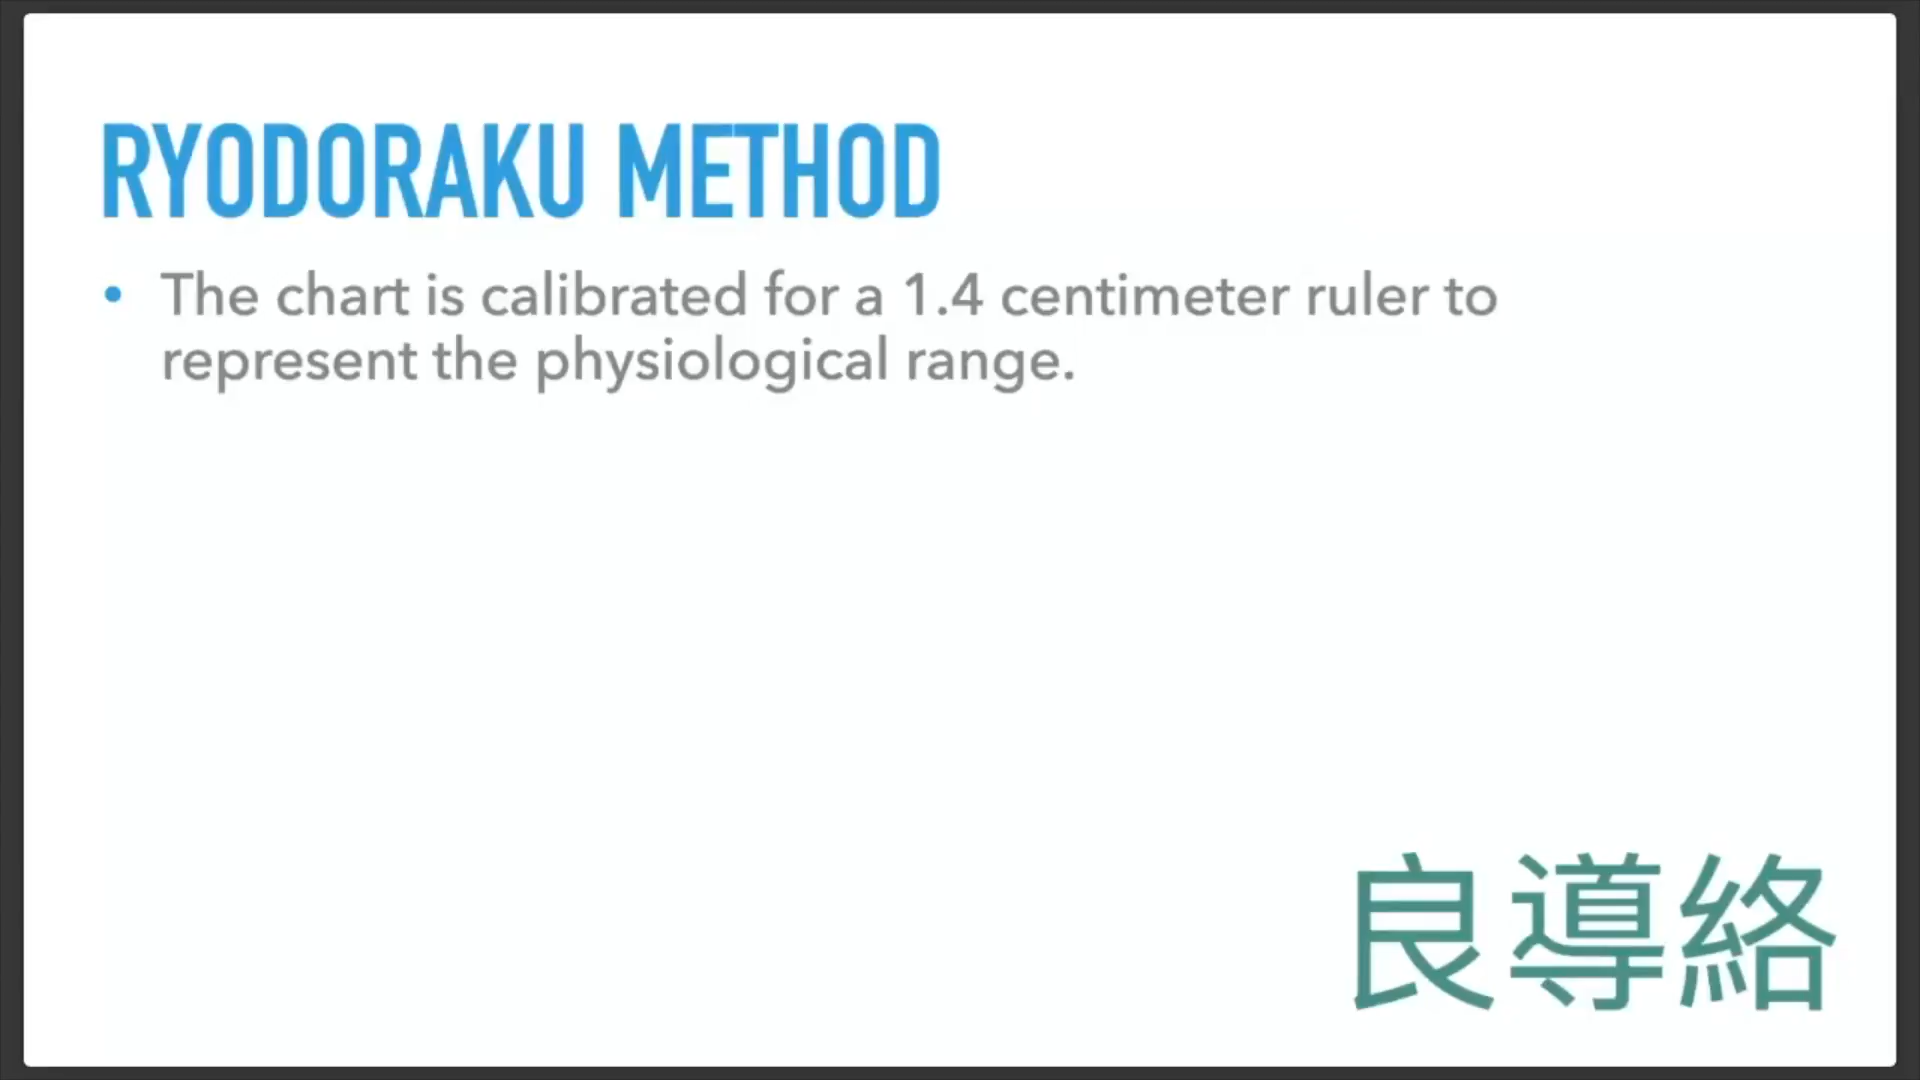 RYODORAKU METHOD
• The chart is calibrated for a 1.4 centimeter ruler to
represent the physiological range.
良導絡